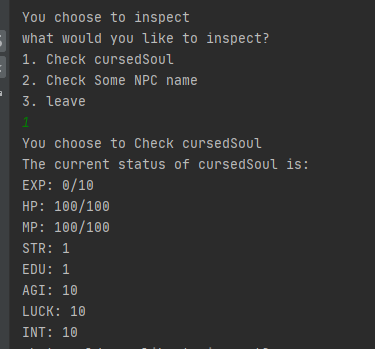 You choose to inspect
what would you like to inspect?
1. Check cursedSoul
2. Check Some NPC name
3. leave
1
You choose to Check cursedSoul
The current status of cursedSoul is:
EXP: 0/10
HP: 100/100
MP: 100/100
STR: 1
EDU: 1
AGI: 10
LUCK: 10
INT: 10